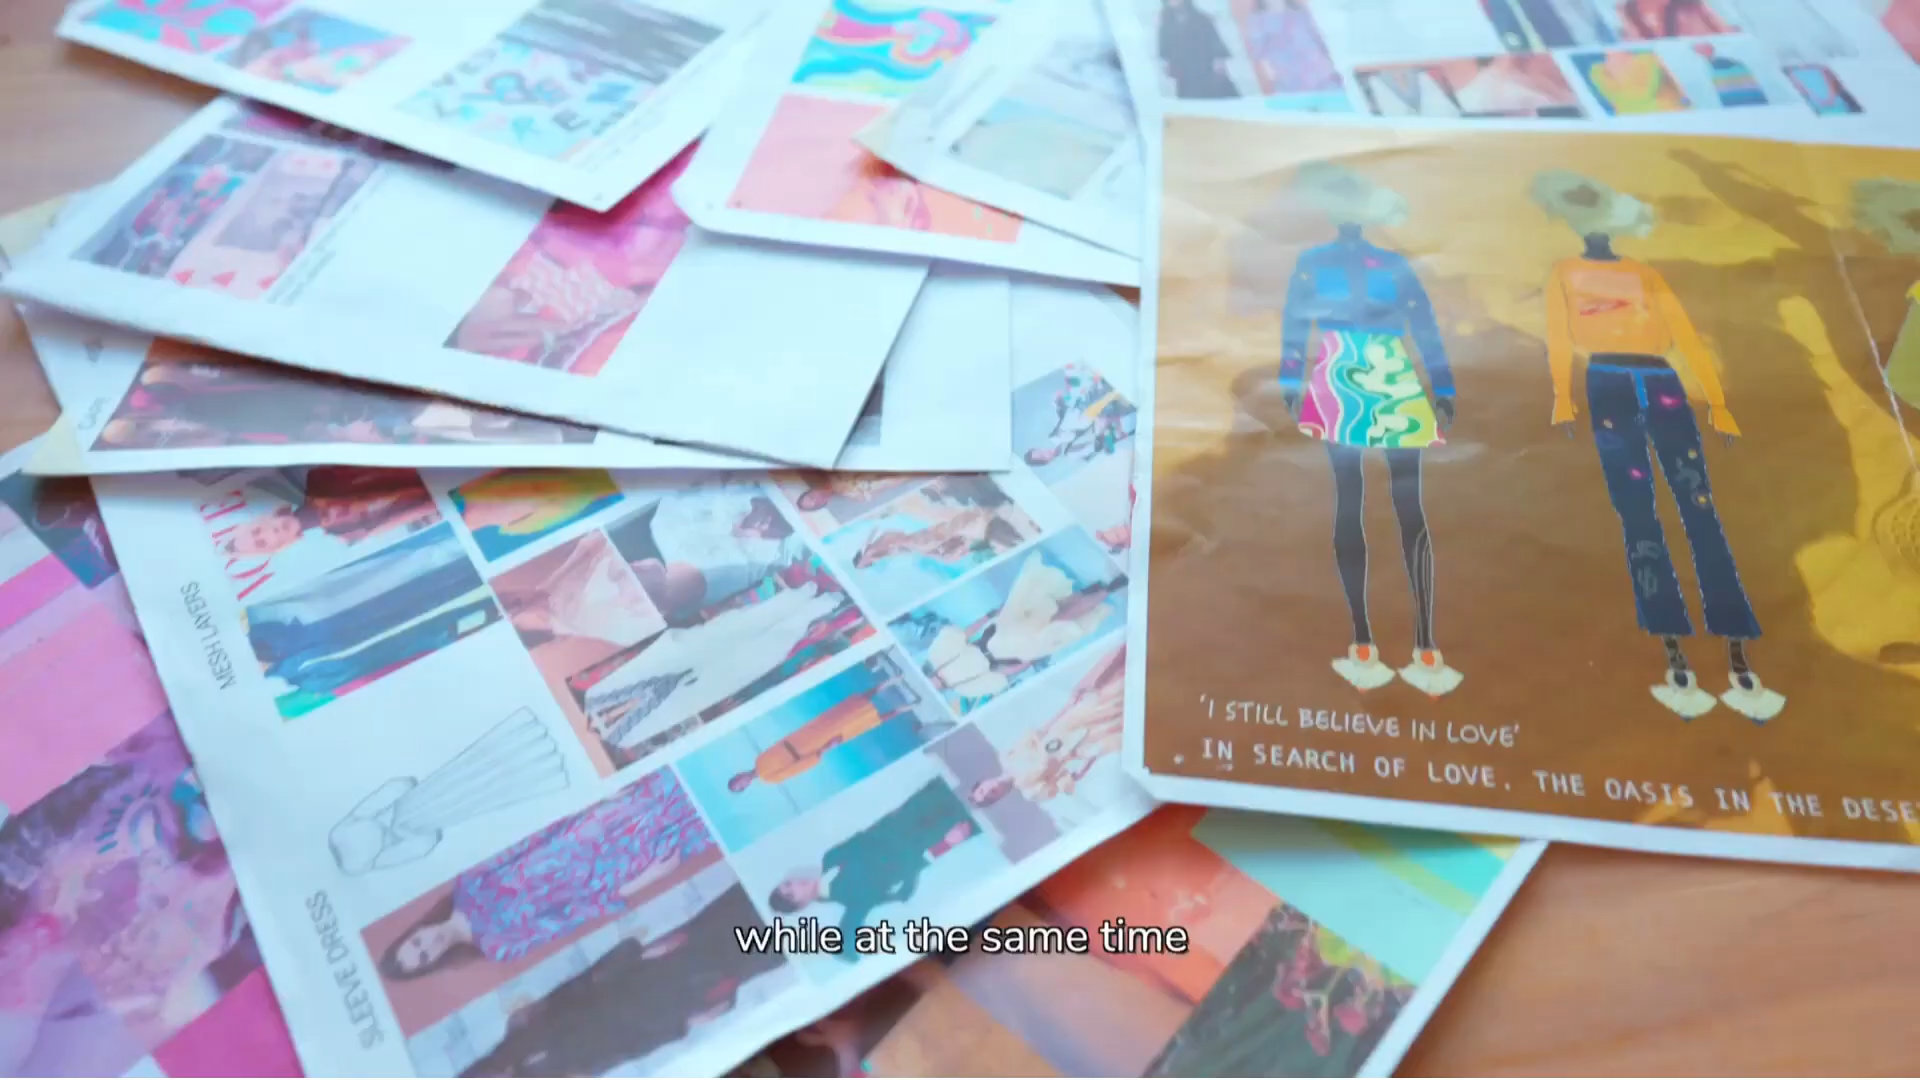 VOGUE
MESH LAYERS
SLEEVE DRESS
'I STILL BELIEVE IN LOVE'
. IN SEARCH OF LOVE. THE OASIS IN THE DESE
while at the same time